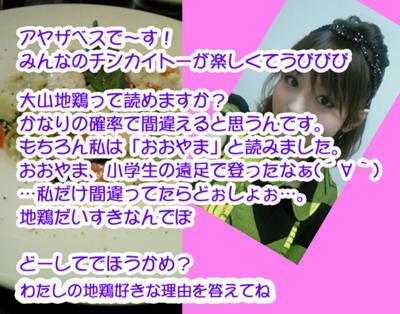 アヤザベスで〜す！
みんなのチンカイトーが楽しくてうびびび
大山地鶏って読めますか？
かなりの確率で間違えると思うんです。
もちろん私は「おおやま」と読みました。
おおやま、小学生の遠足で登ったなぁ(´∀｀)
…私だけ間違ってたらどぉしょぉ…。
地鶏だいすきなんでぽ
どーしてでほうかめ？
わたしの地鶏好きな理由を答えてね